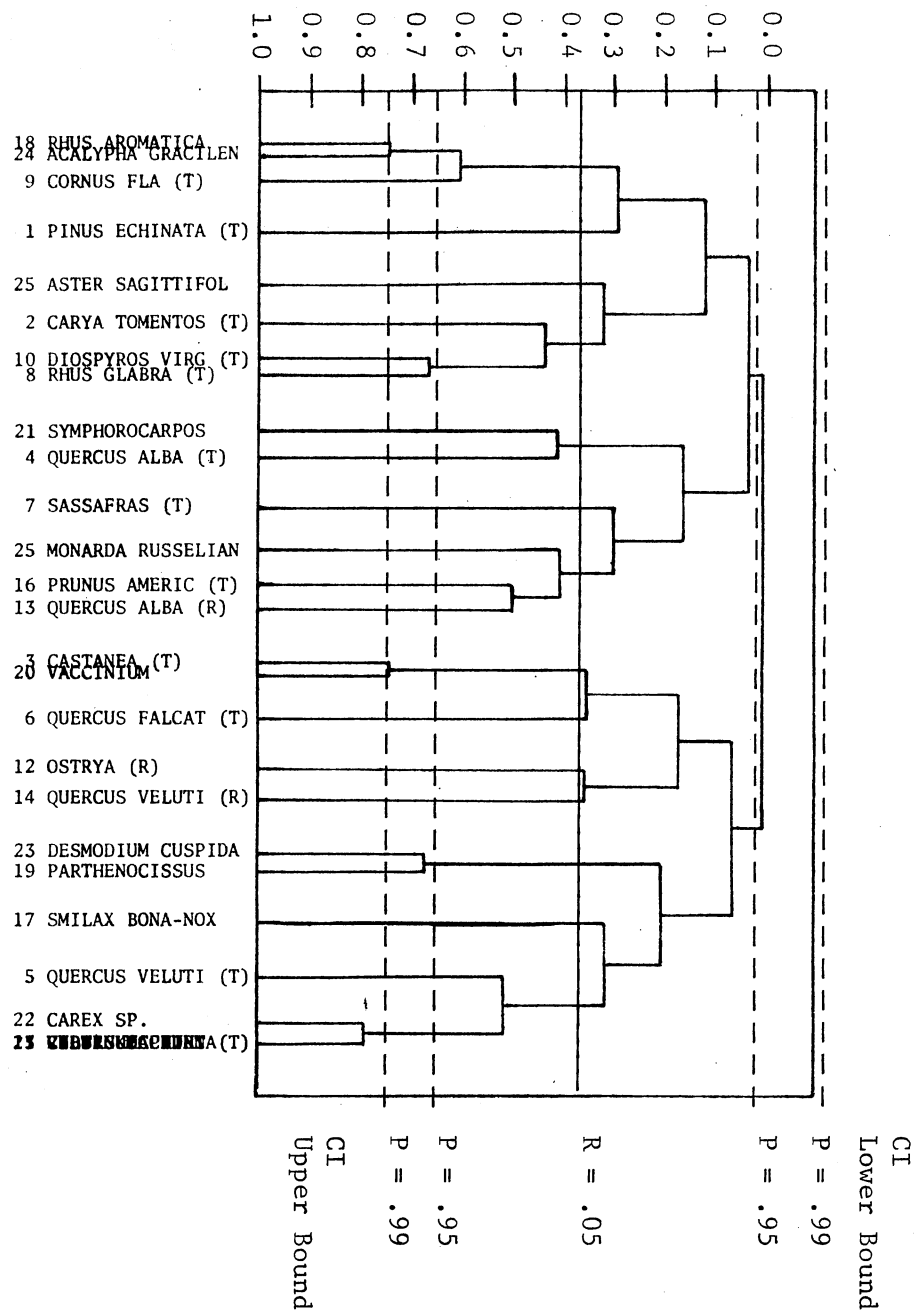 1.0
0.9
0.8
0.7
0.6
0.5
0.4
0.3
0.2
0.1
0.0
18 RHUS AROMATICA
24 ACALYPHA GRACILEN
9 CORNUS FLA (T)
1 PINUS ECHINATA (T)
25 ASTER SAGITTIFOL
2 CARYA TOMENTOS (T)
10 DIOSPYROS VIRG (T)
8 RHUS GLABRA (T)
21 SYMPHOROCARPOS
4 QUERCUS ALBA (T)
7 SASSAFRAS (T)
25 MONARDA RUSSELIAN
16 PRUNUS AMERIC (T)
13 QUERCUS ALBA (R)
3 CASTANEA (T)
20 VACCINIUM
6 QUERCUS FALCAT (T)
12 OSTRYA (R)
14 QUERCUS VELUTI (R)
23 DESMODIUM CUSPIDA
19 PARTHENOCISSUS
17 SMILAX BONA-NOX
5 QUERCUS VELUTI (T)
22 CAREX SP.
(T)
CI
Upper Bound
P = .99
P = .95
R = .05
P = .95
P = .99
CI
Lower Bound